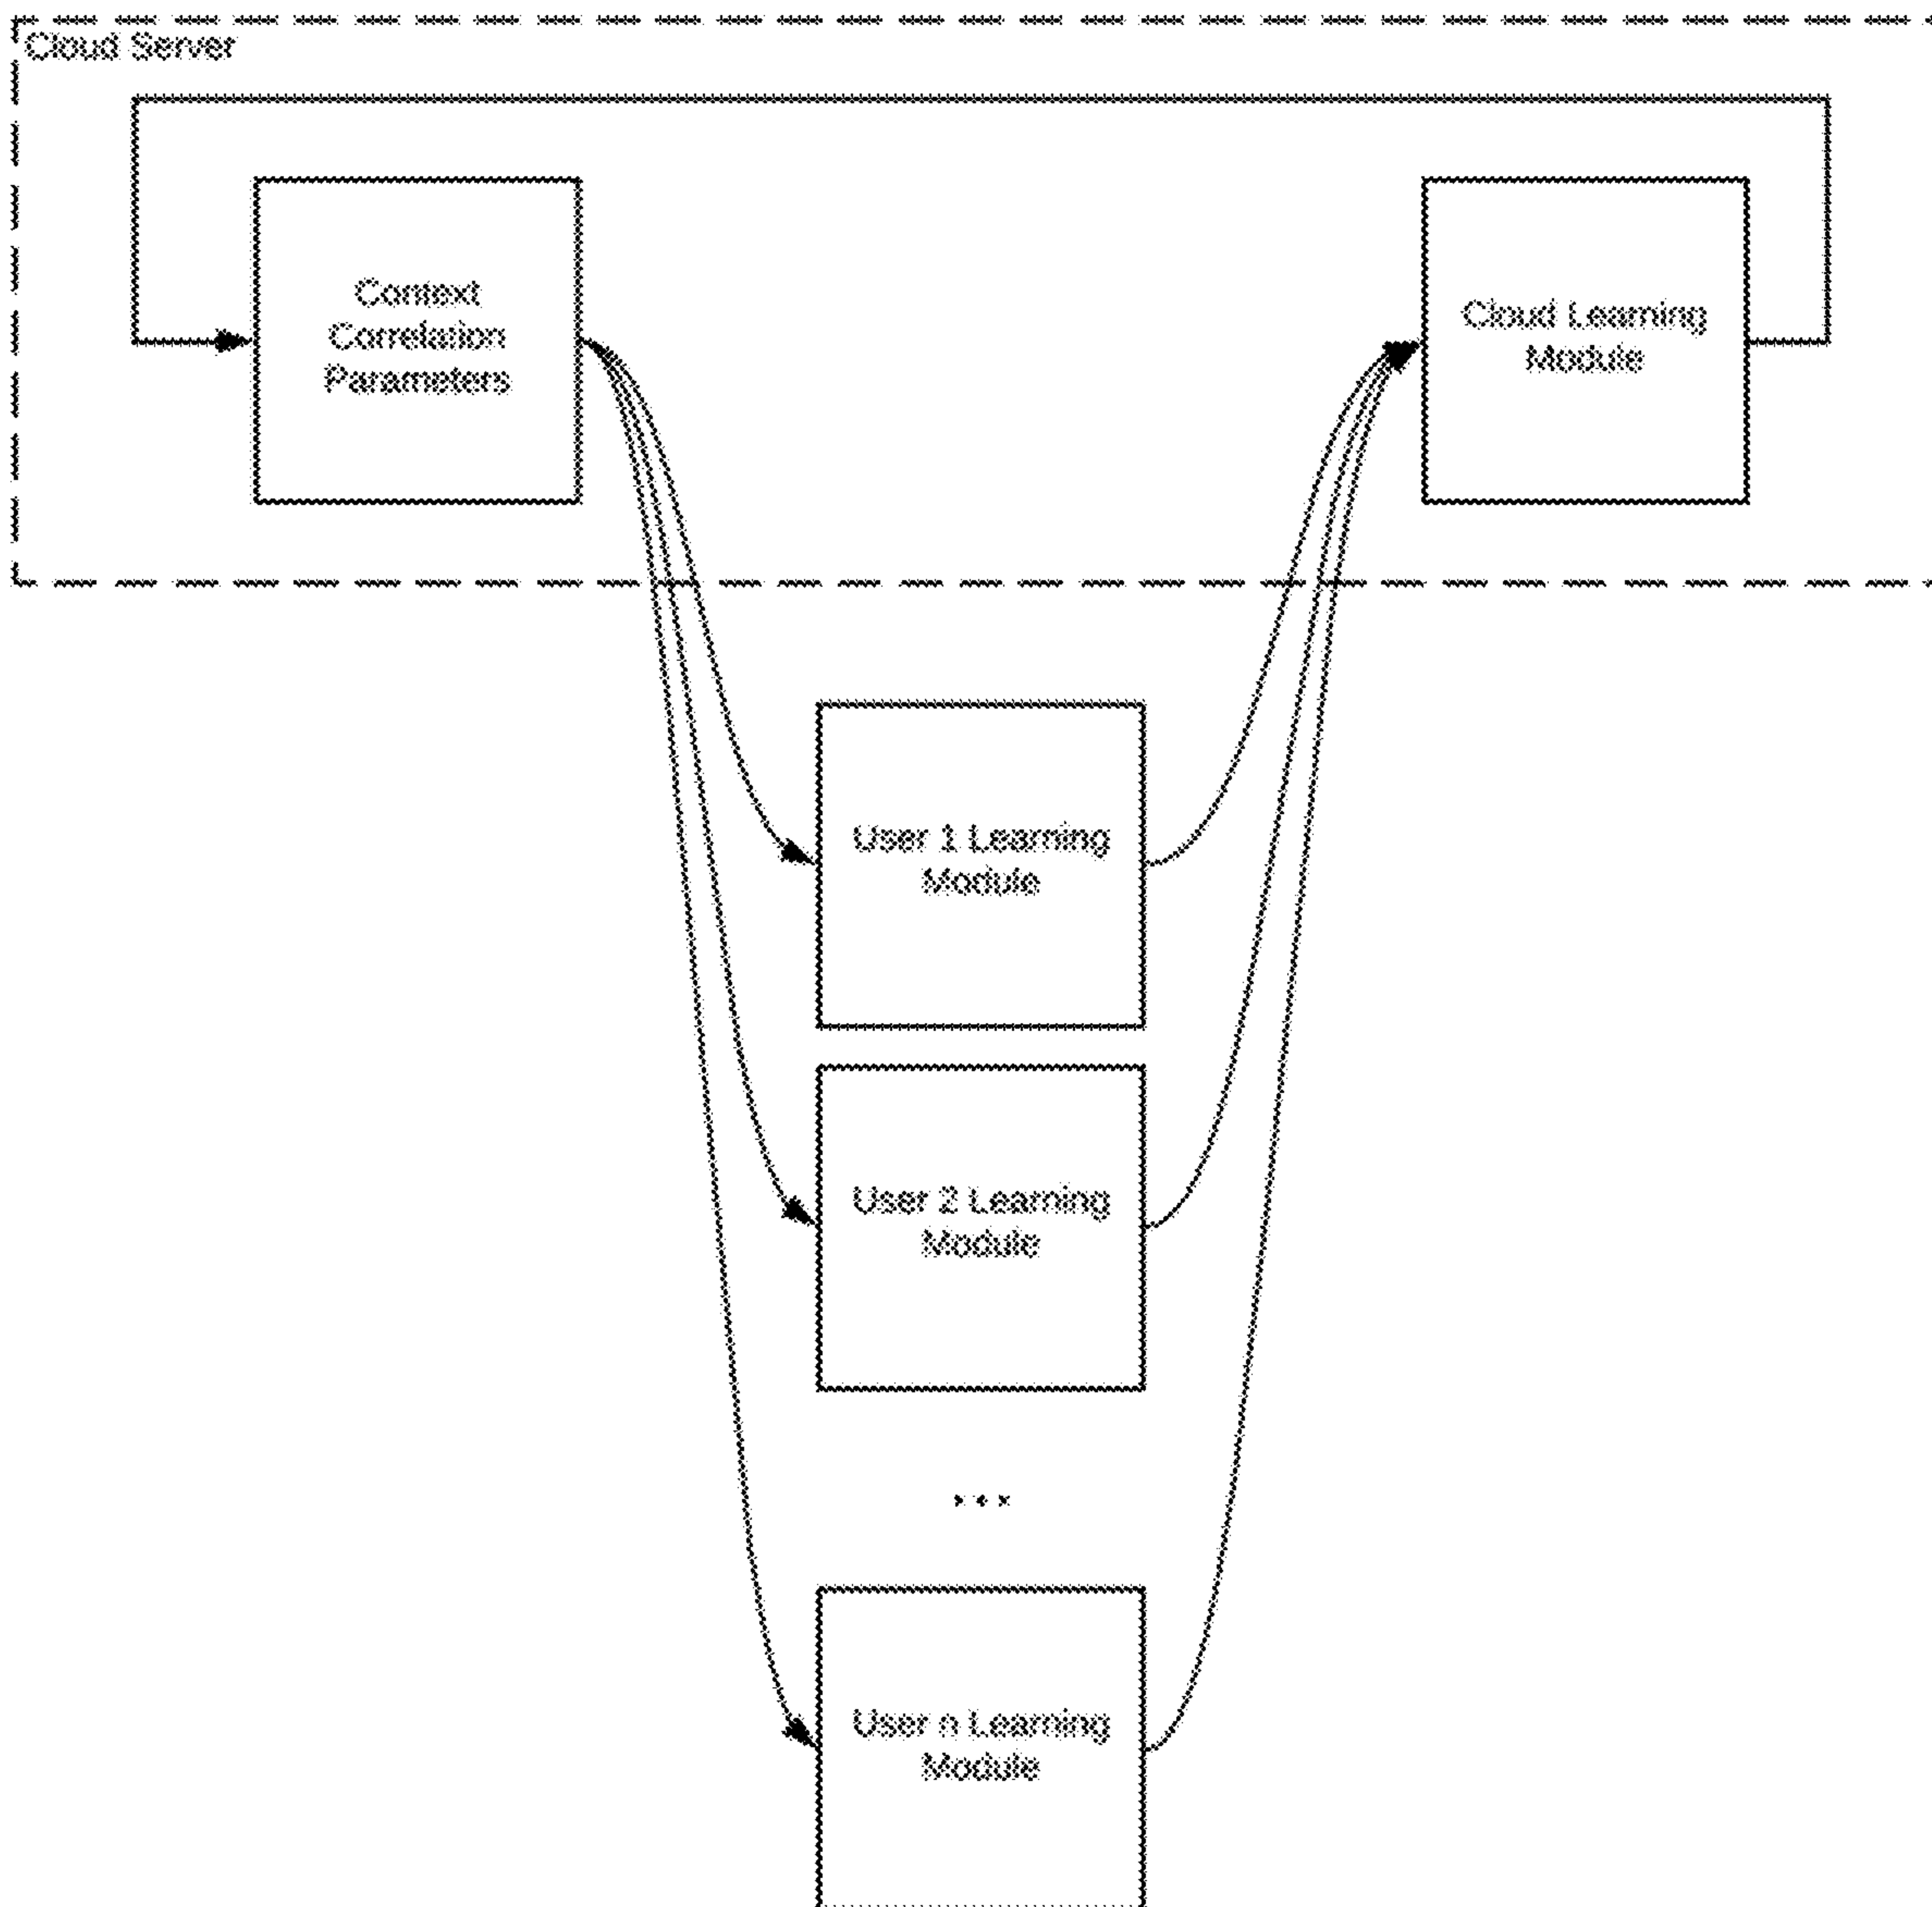 Cloud Server
Context
Correlation
Parameters
Cloud Learning
Module
User 1 Learning
Module
User 2 Learning
Module
...
User n Learning
Module